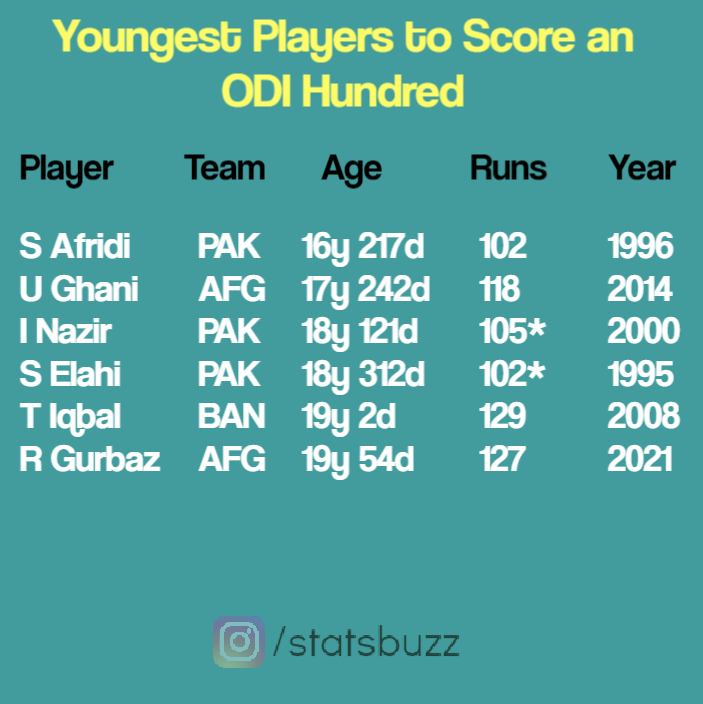 Youngest Players to Score an
ODI Hundred
Player Team Age Runs Year
S Afridi PAK 16y 217d 102 1996
U Ghani AFG 17y 242d 118 2014
I Nazir PAK 18y 121d 105* 2000
S Elahi PAK 18y 312d 102* 1995
T Iqbal BAN 19y 2d 129 2008
R Gurbaz AFG 19y 54d 127 2021
/statsbuzz